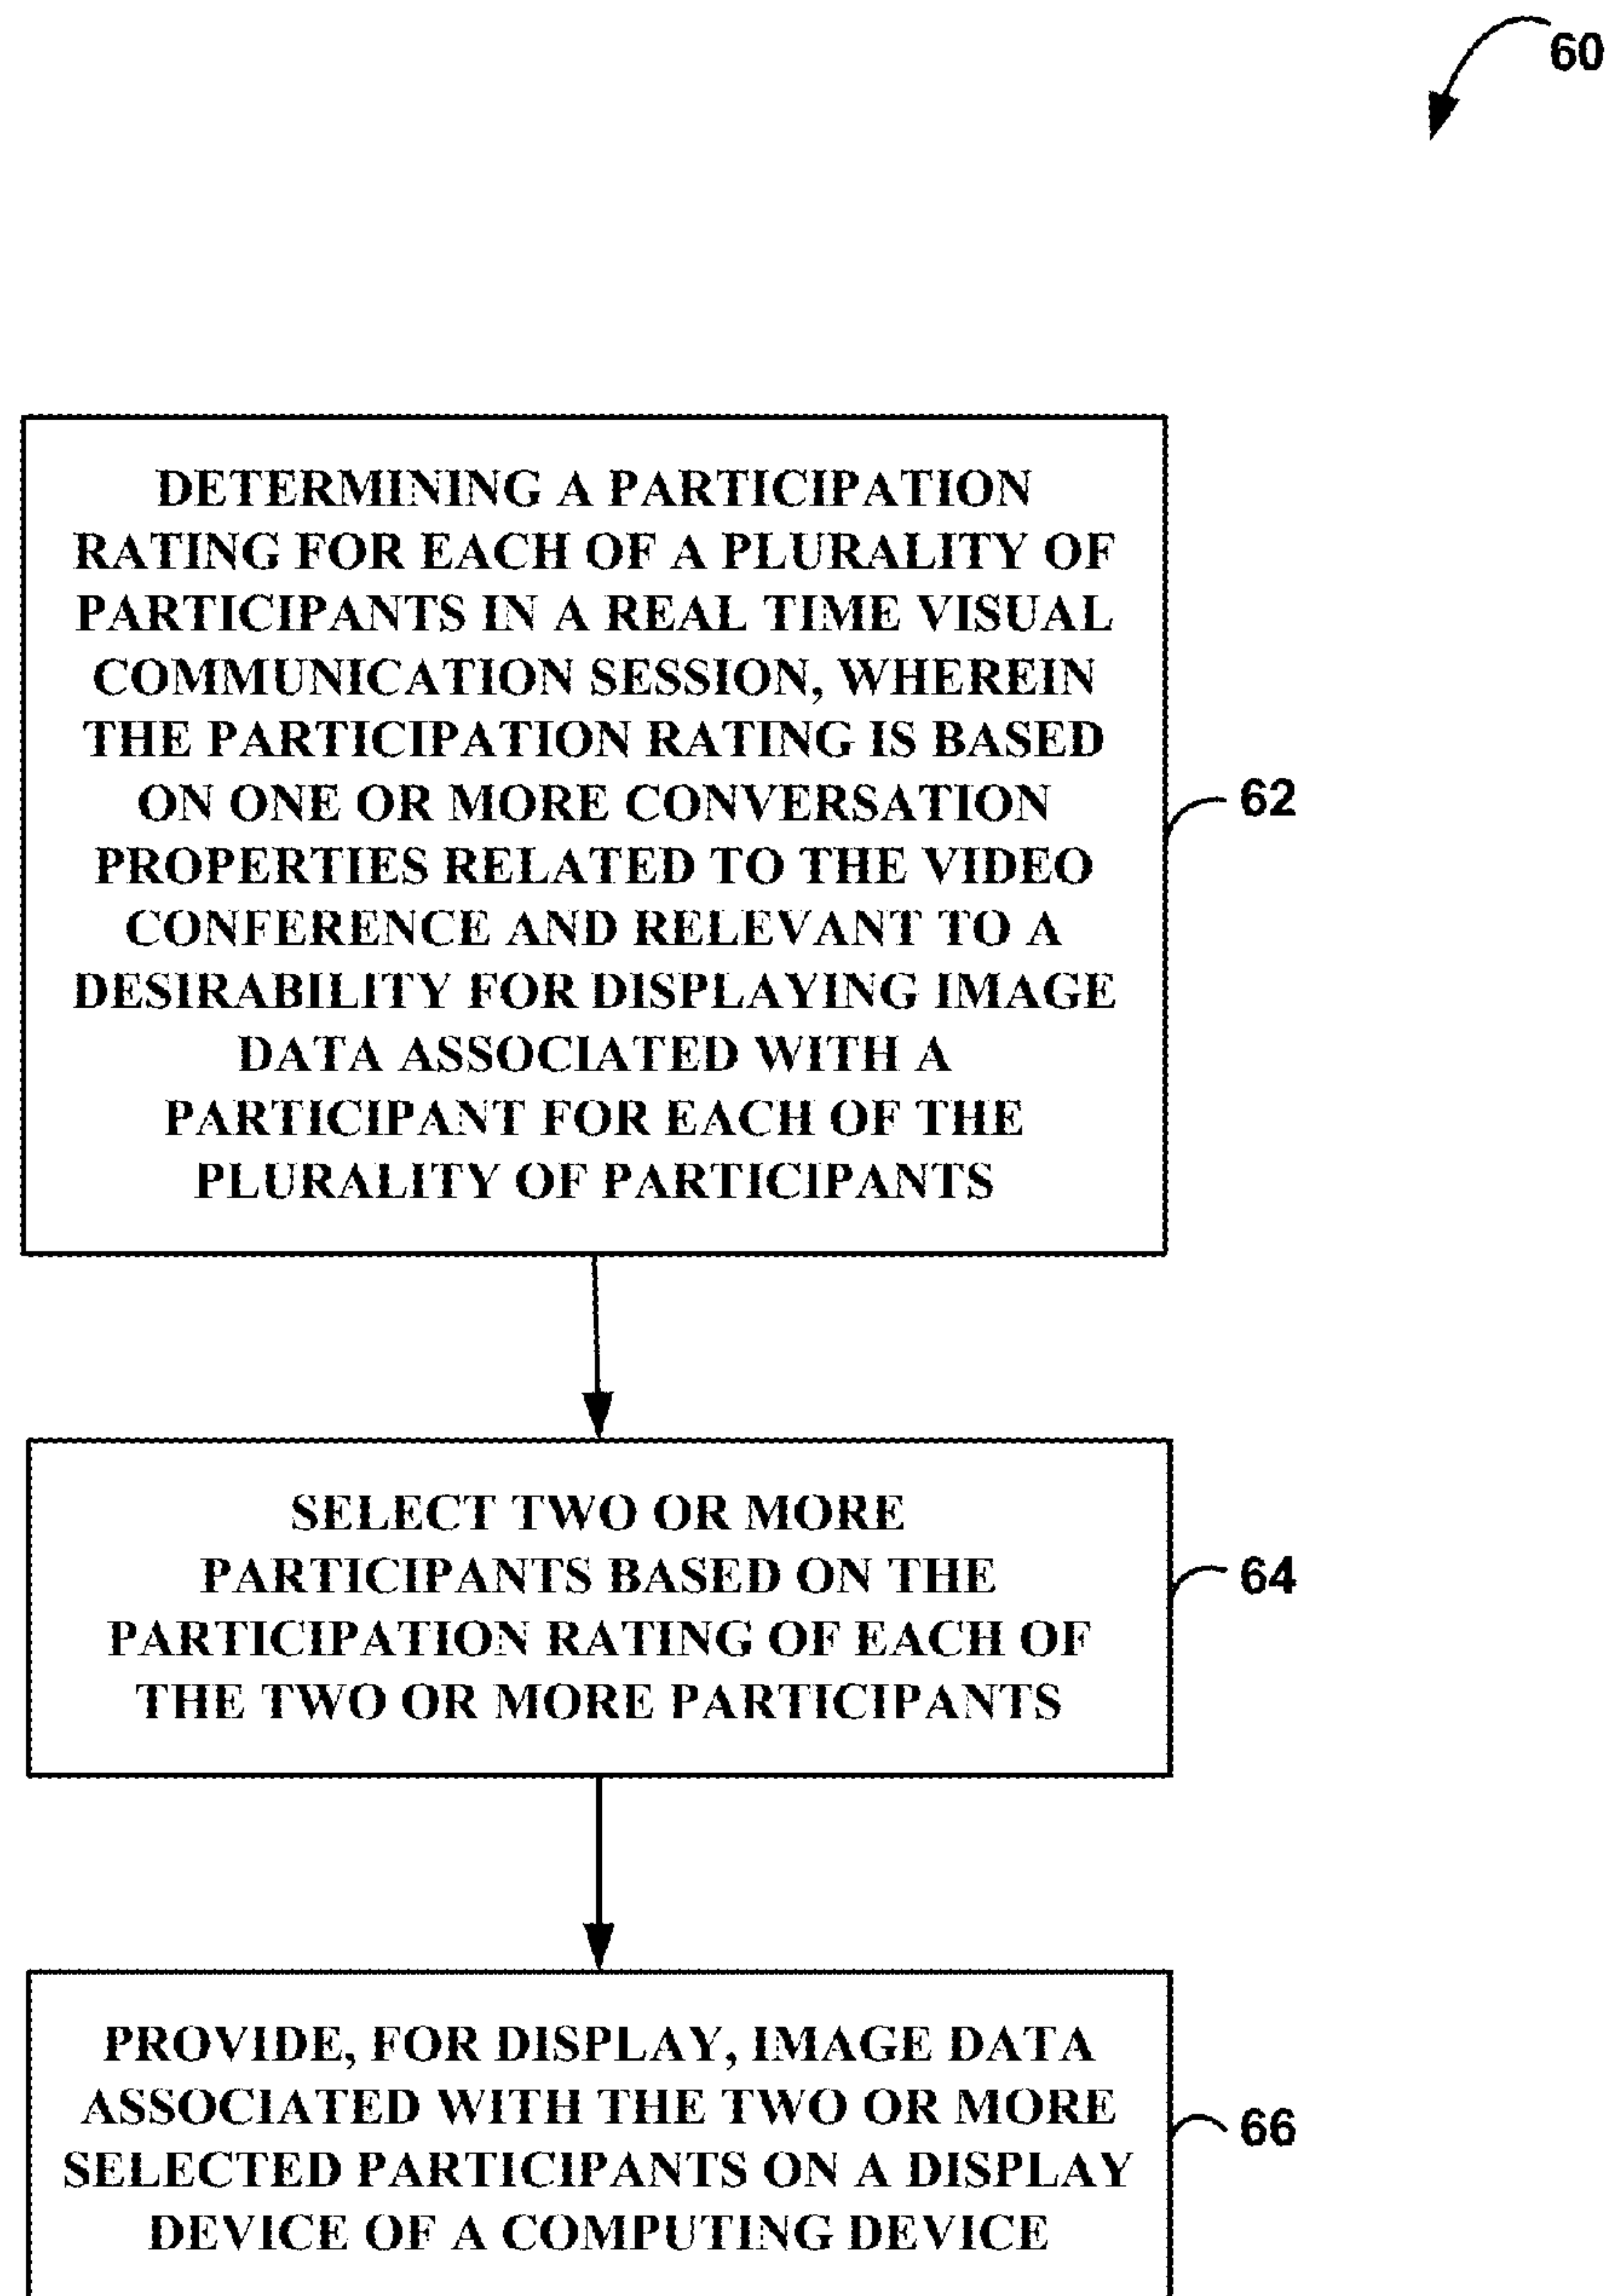 60
DETERMINING A PARTICIPATION
RATING FOR EACH OF A PLURALITY OF
PARTICIPANTS IN A REAL TIME VISUAL
COMMUNICATION SESSION, WHEREIN
THE PARTICIPATION RATING IS BASED
ON ONE OR MORE CONVERSATION
PROPERTIES RELATED TO THE VIDEO
CONFERENCE AND RELEVANT TO A
DESIRABILITY FOR DISPLAYING IMAGE
DATA ASSOCIATED WITH A
PARTICIPANT FOR EACH OF THE
PLURALITY OF PARTICIPANTS
62
SELECT TWO OR MORE
PARTICIPANTS BASED ON THE
PARTICIPATION RATING OF EACH OF
THE TWO OR MORE PARTICIPANTS
64
PROVIDE, FOR DISPLAY, IMAGE DATA
ASSOCIATED WITH THE TWO OR MORE
SELECTED PARTICIPANTS ON A DISPLAY
DEVICE OF A COMPUTING DEVICE
66